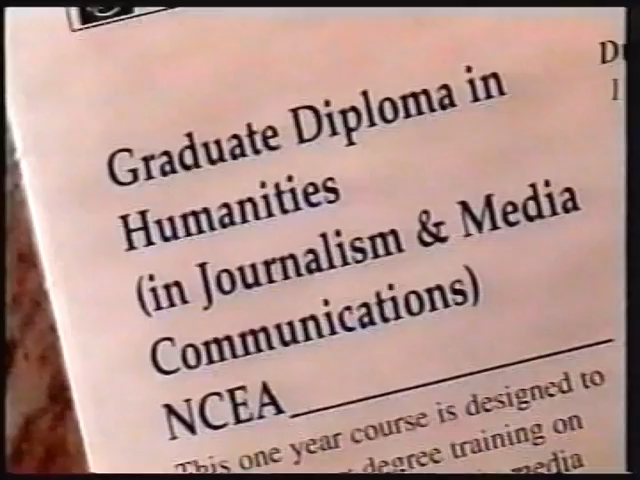 Graduate Diploma in
Humanities
(in Journalism & Media
Communications)
NCEA
This one year course is designed to
degree training on
media